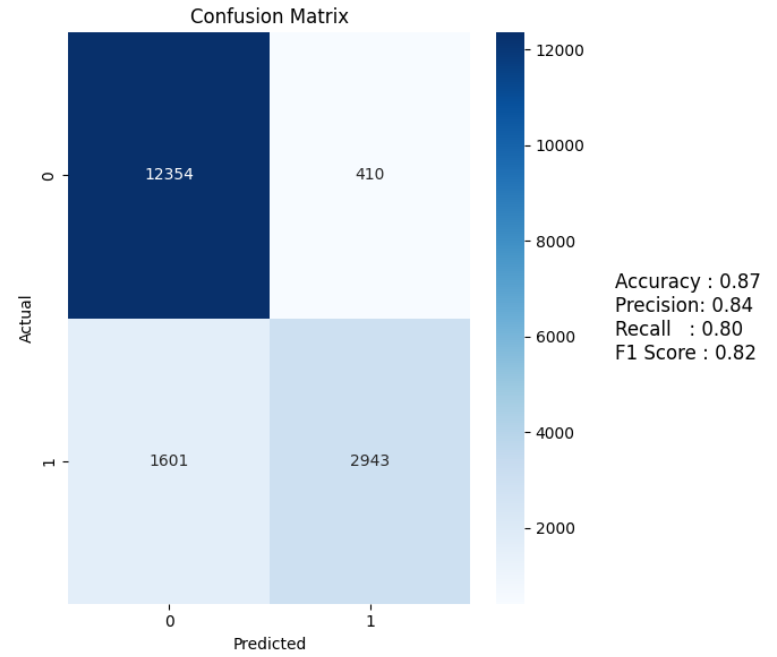 Confusion Matrix
12354
410
1601
2943
0
1
Actual
0
1
Predicted
12000
10000
8000
6000
4000
2000
Accuracy : 0.87
Precision: 0.84
Recall   : 0.80
F1 Score : 0.82